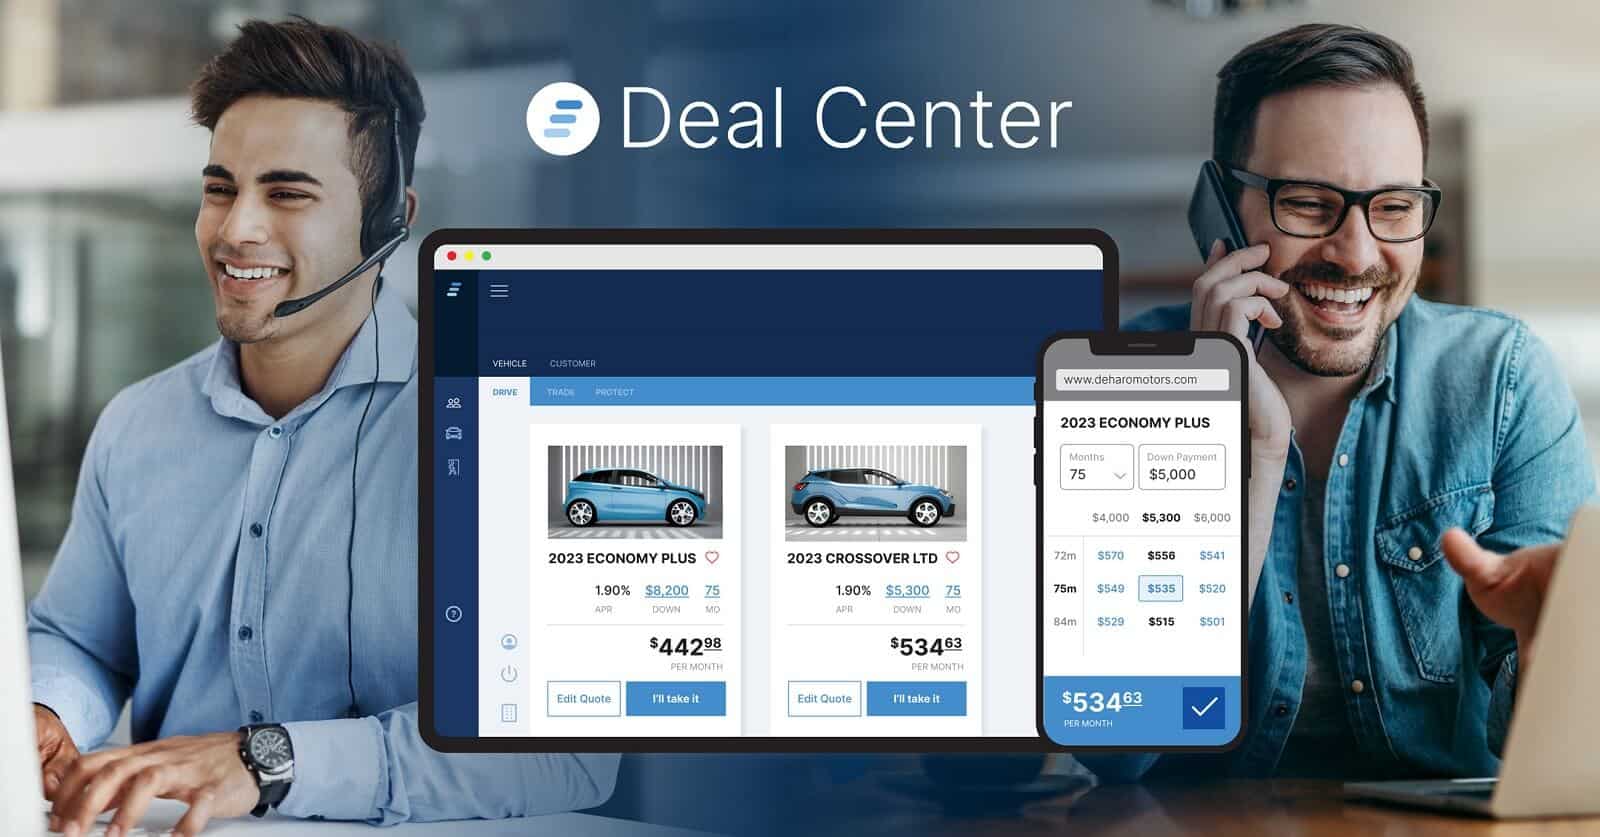 Deal Center
VEHICLE CUSTOMER
DRIVE TRADE PROTECT
2023 ECONOMY PLUS
1.90% $8,200 75
APR DOWN MO
$442 98
PER MONTH
Edit Quote I'll take it
2023 CROSSOVER LTD
1.90% $5,300 75
APR DOWN MO
$534 63
PER MONTH
Edit Quote I'll take it
?
www.deharomotors.com
2023 ECONOMY PLUS
Months Down Payment
75 $5,000
$4,000 $5,300 $6,000
72m $570 $556 $541
75m $549 $535 $520
84m $529 $515 $501
$534 63
PER MONTH